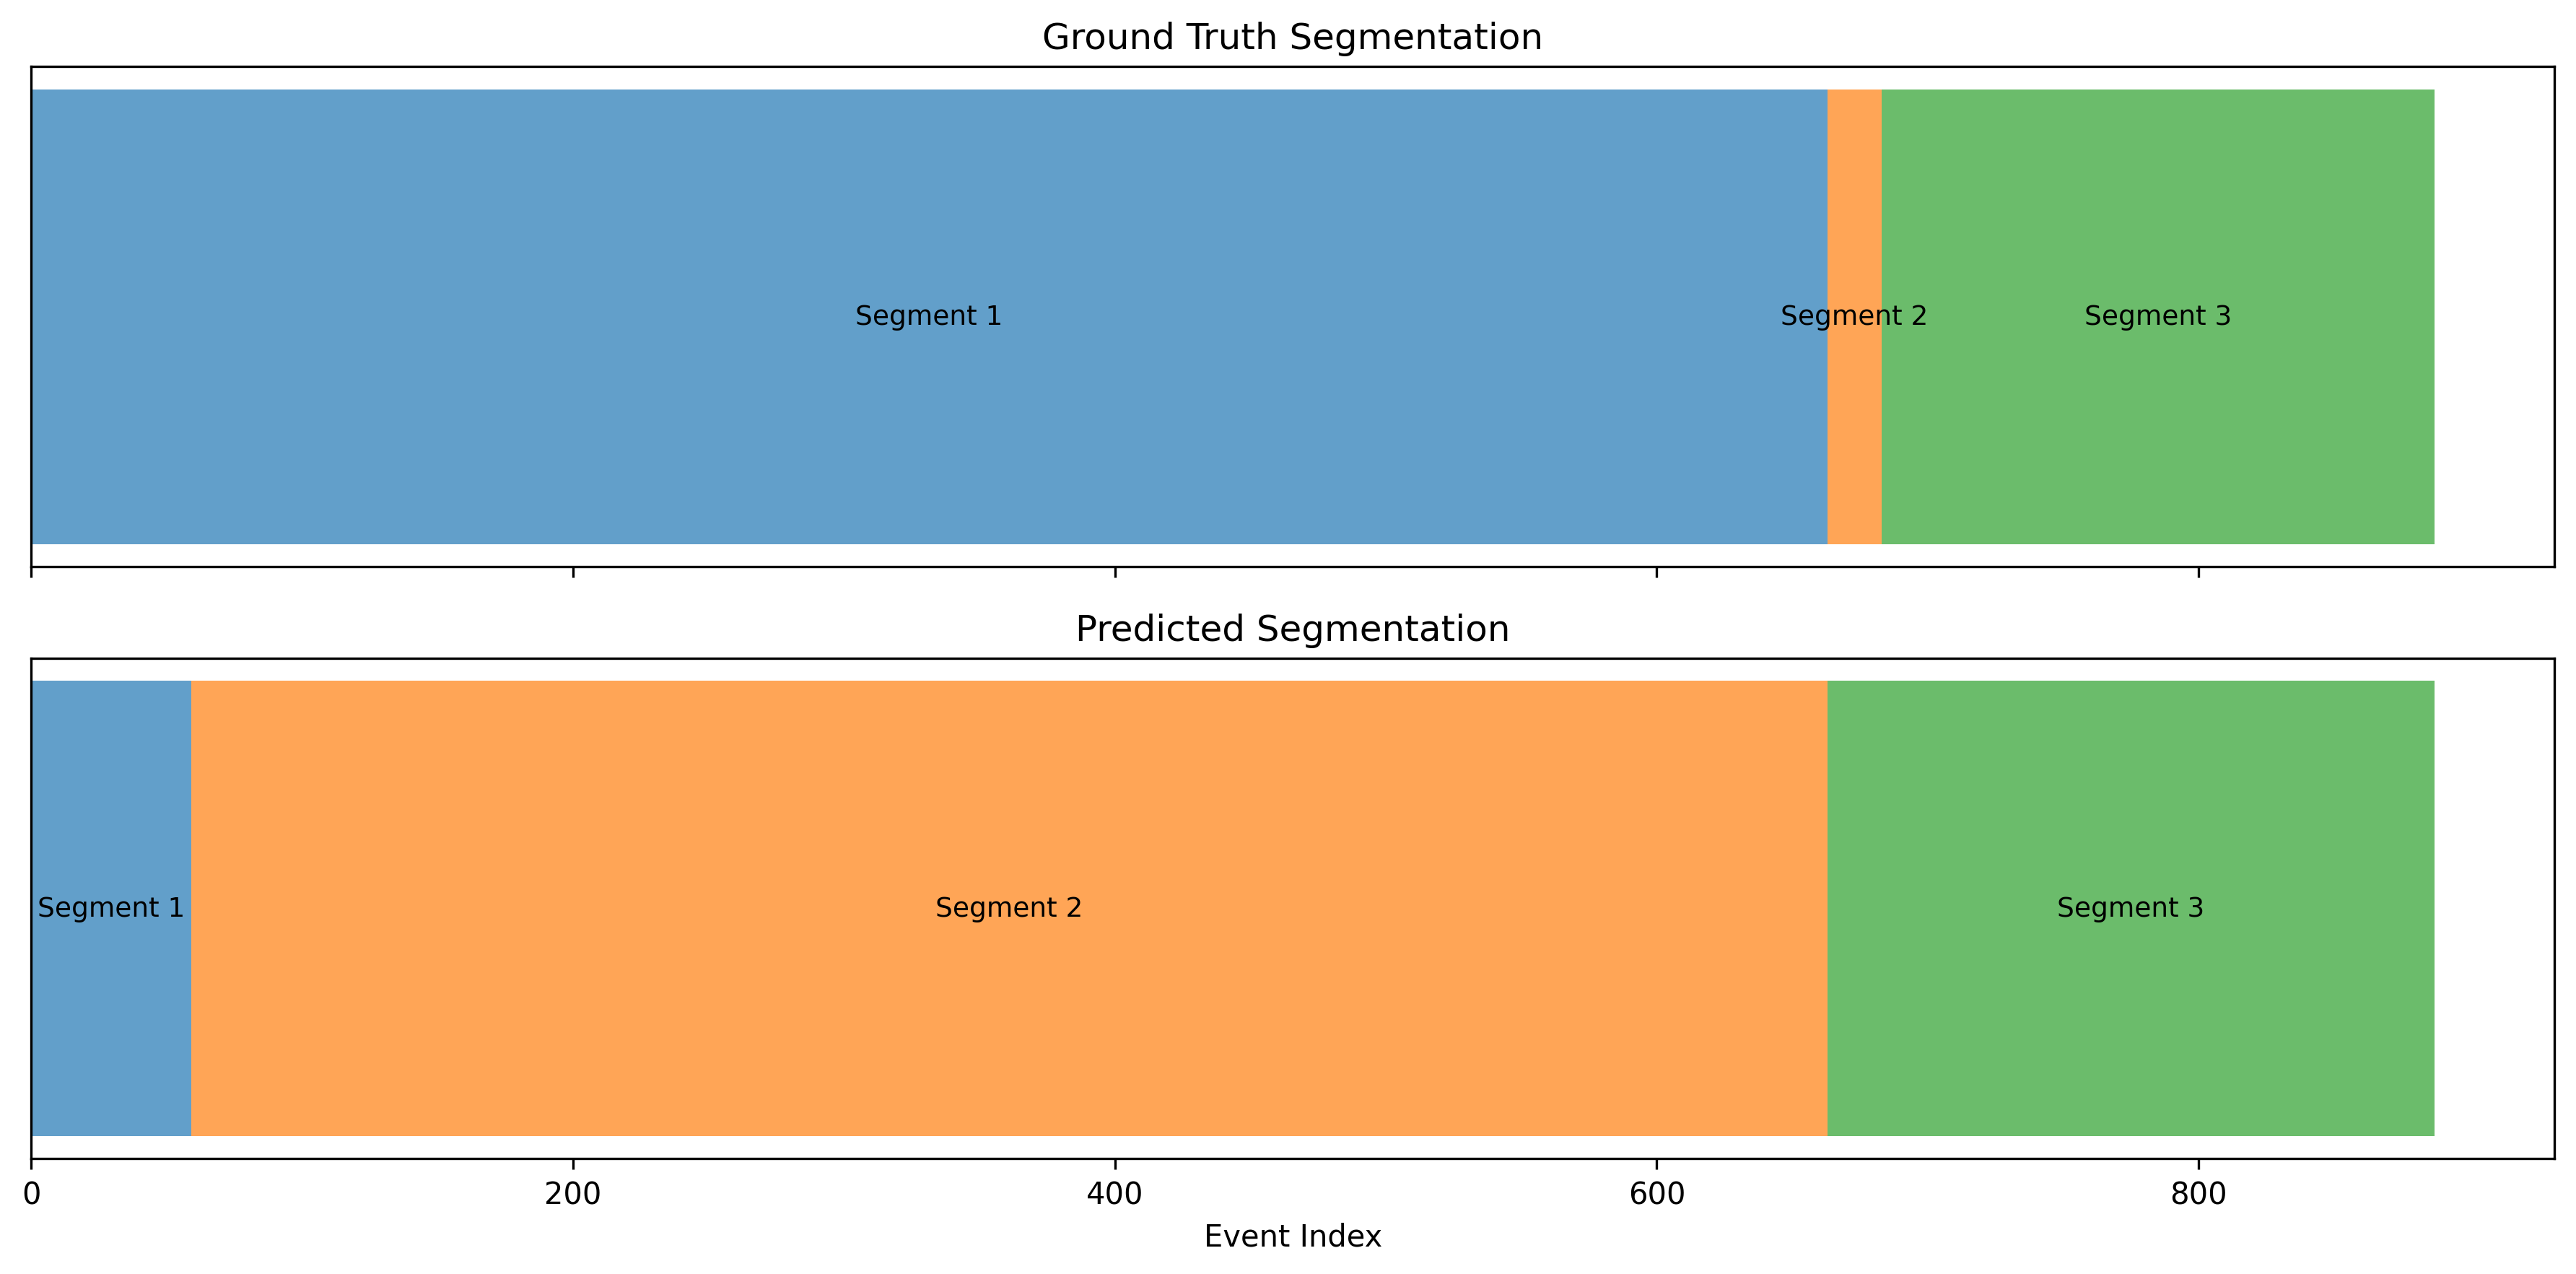 Ground Truth Segmentation
Segment 1 Segment 2 Segment 3
Predicted Segmentation
Segment 1 Segment 2 Segment 3
0 200 400 600 800
Event Index